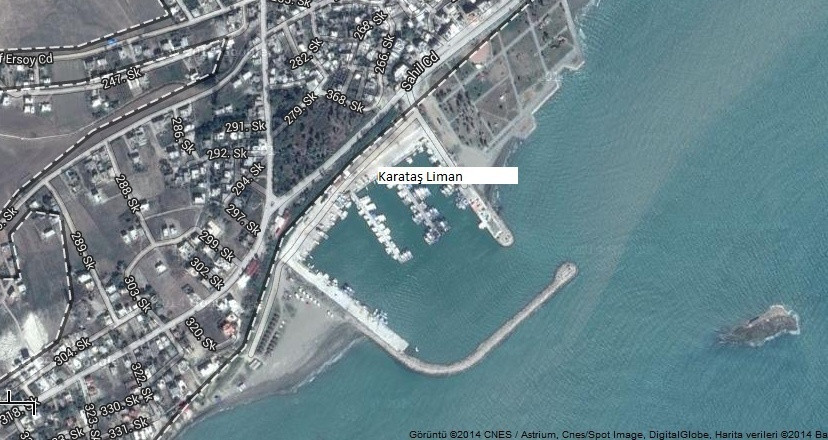 268. Sk
f Ersoy Cd
282. Sk
266. Sk
Sahil Cd
247. Sk
368. Sk
279. Sk
286. Sk
291. Sk
292. Sk
Karataş Liman
288. Sk
294. Sk
297. Sk
289. Sk
299. Sk
302. Sk
303. Sk
320. Sk
304. Sk
322. Sk
318
323. Sk
330. Sk
331. Sk
Görüntü ©2014 CNES / Astrium, Cnes/Spot Image, DigitalGlobe, Harita verileri ©2014 Ba